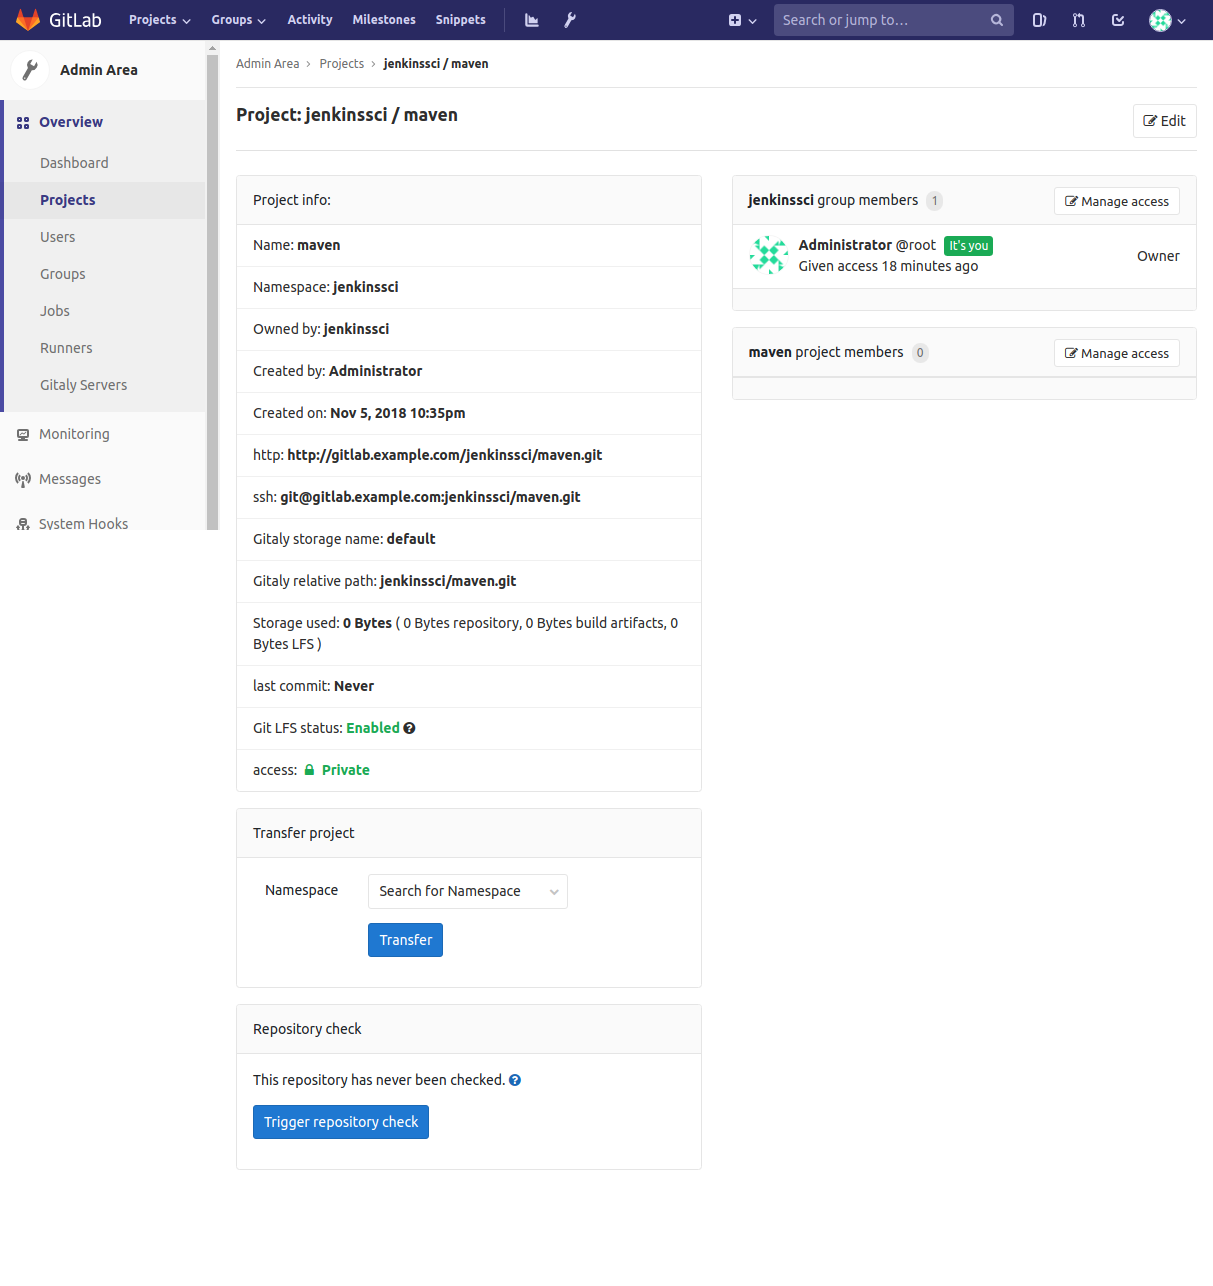 GitLab Projects Groups Activity Milestones Snippets Search or jump to…
Admin Area
Overview
Dashboard
Projects
Users
Groups
Jobs
Runners
Gitaly Servers
Monitoring
Messages
System Hooks
Admin Area › Projects › jenkinssci / maven
Project: jenkinssci / maven
Edit
Project info:
Name: maven
Namespace: jenkinssci
Owned by: jenkinssci
Created by: Administrator
Created on: Nov 5, 2018 10:35pm
http: http://gitlab.example.com/jenkinssci/maven.git
ssh: git@gitlab.example.com:jenkinssci/maven.git
Gitaly storage name: default
Gitaly relative path: jenkinssci/maven.git
Storage used: 0 Bytes ( 0 Bytes repository, 0 Bytes build artifacts, 0
Bytes LFS )
last commit: Never
Git LFS status: Enabled
access: Private
Transfer project
Namespace Search for Namespace
Transfer
Repository check
This repository has never been checked.
Trigger repository check
jenkinssci group members 1 Manage access
Administrator @root It's you
Given access 18 minutes ago
Owner
maven project members 0 Manage access